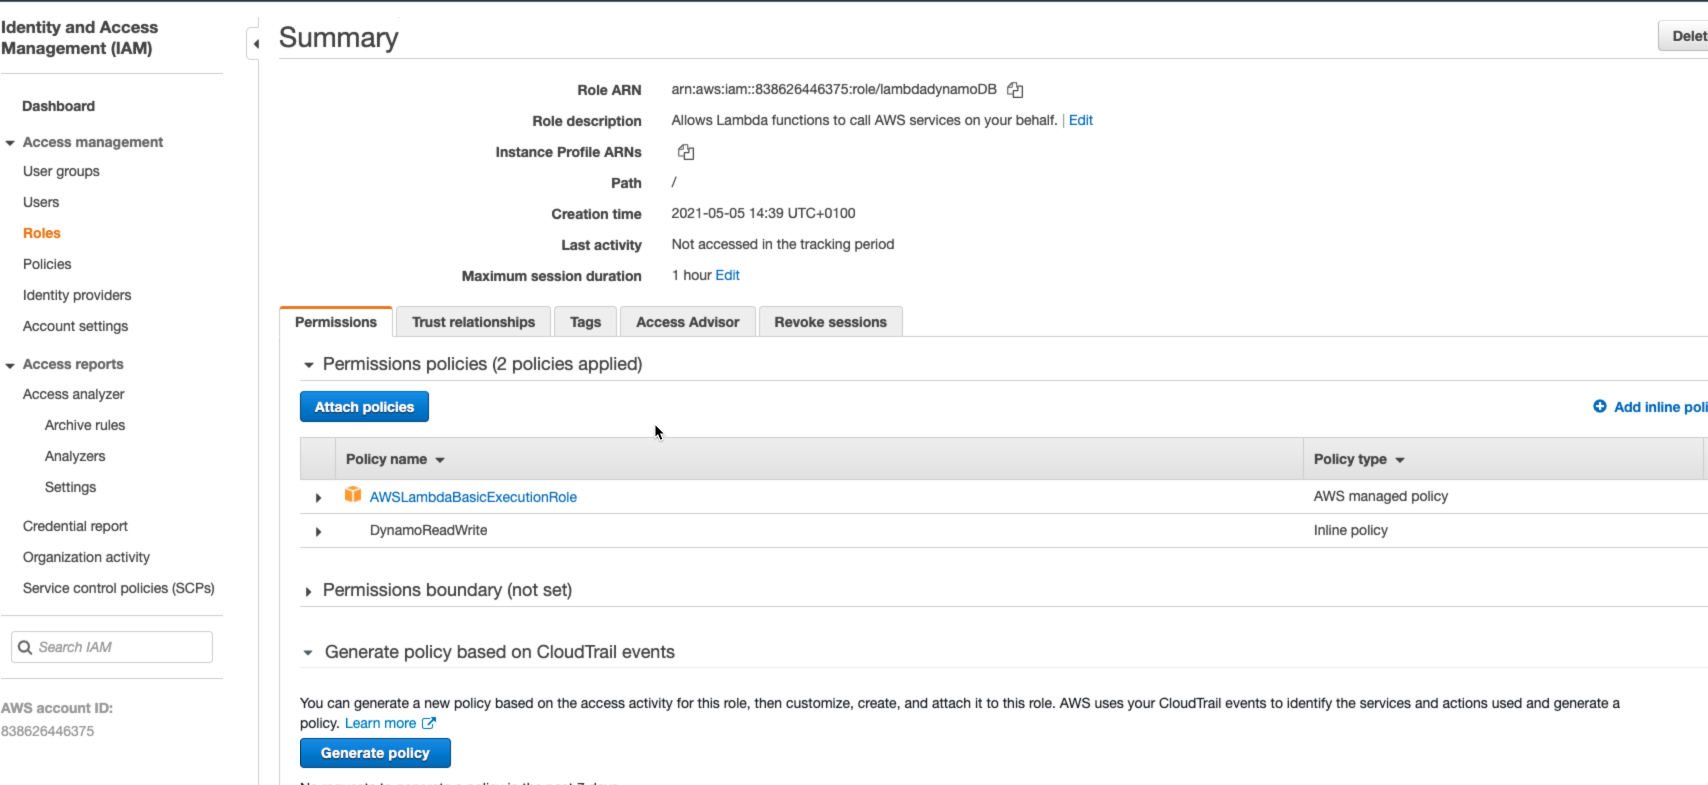 Identity and Access
Management (IAM)
Dashboard
Access management
User groups
Users
Roles
Policies
Identity providers
Account settings
Access reports
Access analyzer
Archive rules
Analyzers
Settings
Credential report
Organization activity
Service control policies (SCPs)
Search IAM
AWS account ID:
838626446375
Summary
Delet
Role ARN arn:aws:iam::838626446375:role/lambdadynamoDB
Role description Allows Lambda functions to call AWS services on your behalf. | Edit
Instance Profile ARNs
Path /
Creation time 2021-05-05 14:39 UTC+0100
Last activity Not accessed in the tracking period
Maximum session duration 1 hour Edit
Permissions Trust relationships Tags Access Advisor Revoke sessions
Permissions policies (2 policies applied)
Attach policies Add inline poli
Policy name Policy type
AWSLambdaBasicExecutionRole AWS managed policy
DynamoReadWrite Inline policy
Permissions boundary (not set)
Generate policy based on CloudTrail events
You can generate a new policy based on the access activity for this role, then customize, create, and attach it to this role. AWS uses your CloudTrail events to identify the services and actions used and generate a
policy. Learn more
Generate policy